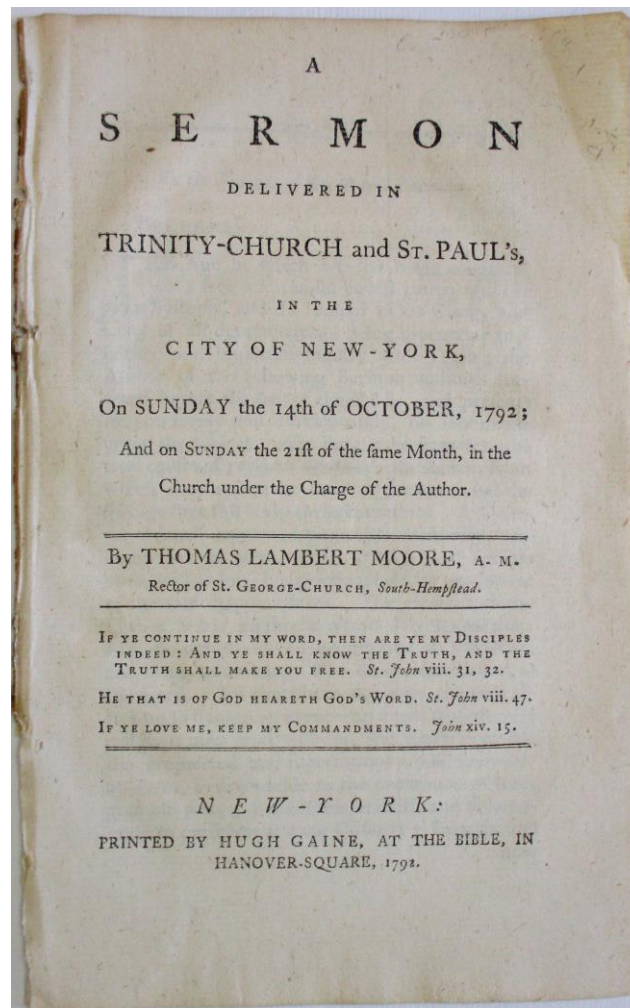 A
SERMON
DELIVERED IN
TRINITY-CHURCH and St. PAUL's,
IN THE
CITY OF NEW-YORK,
On SUNDAY the 14th of OCTOBER, 1792;
And on Sunday the 21ſt of the ſame Month, in the
Church under the Charge of the Author.
By THOMAS LAMBERT MOORE, A. M.
Rector of St. George-Church, South-Hempſtead.
If ye continue in my word, then are ye my Disciples
indeed: And ye shall know the Truth, and the
Truth shall make you free. St. John viii. 31, 32.
He that is of God heareth God's Word. St. John viii. 47.
If ye love me, keep my Commandments. John xiv. 15.
NEW-YORK:
PRINTED BY HUGH GAINE, AT THE BIBLE, IN
HANOVER-SQUARE, 1792.